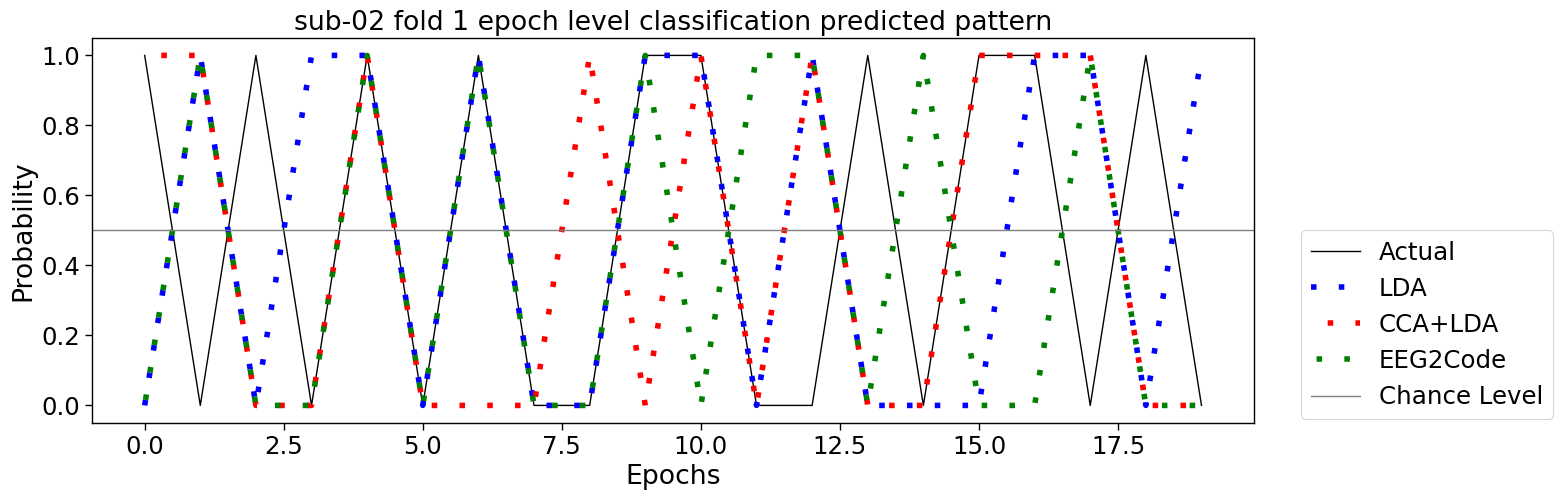 sub-02 fold 1 epoch level classification predicted pattern
Probability
1.0
0.8
0.6
0.4
0.2
0.0
0.0 2.5 5.0 7.5 10.0 12.5 15.0 17.5
Epochs
Actual
LDA
CCA+LDA
EEG2Code
Chance Level